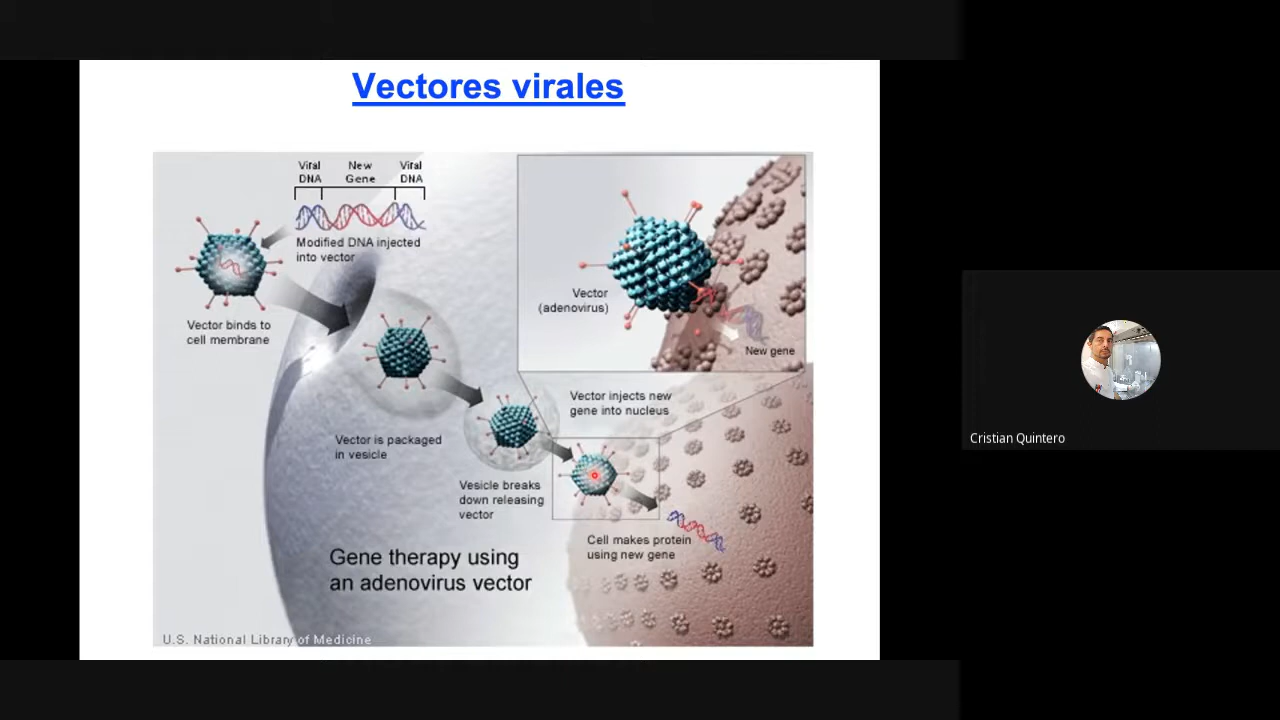 Vectores virales
Viral
DNA
New
Gene
Viral
DNA
Modified DNA injected
into vector
Vector binds to
cell membrane
Vector
(adenovirus)
New gene
Vector injects new
gene into nucleus
Vector is packaged
in vesicle
Vesicle breaks
down releasing
vector
Cell makes protein
using new gene
Gene therapy using
an adenovirus vector
U.S. National Library of Medicine
Cristian Quintero